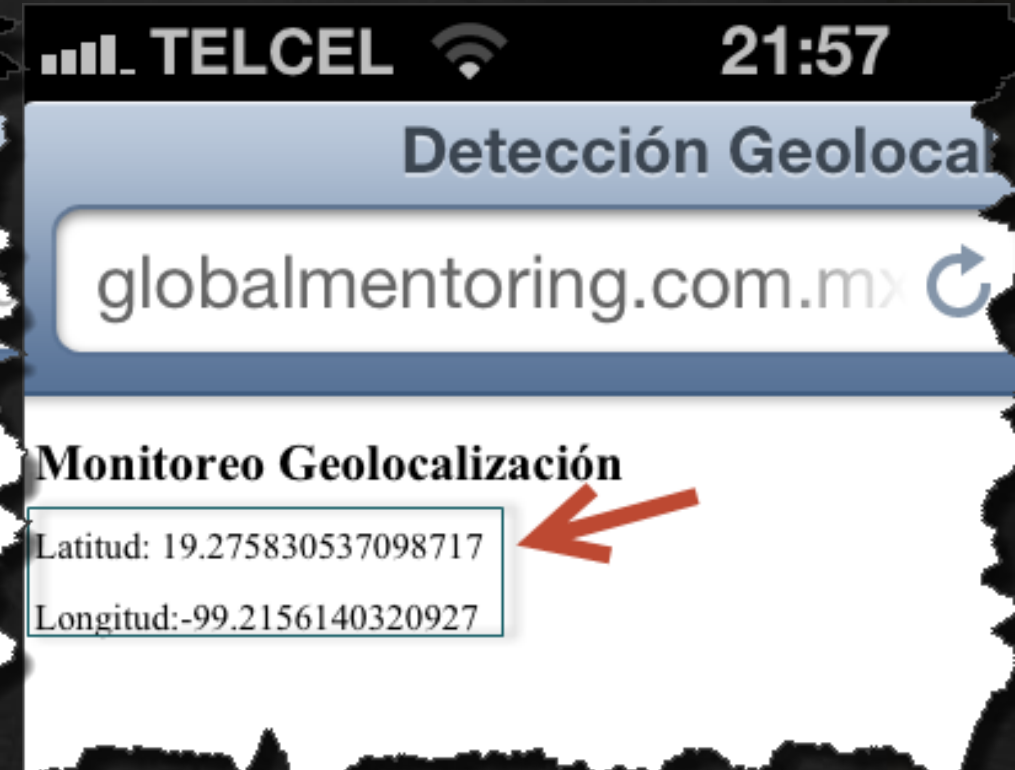 TELCEL 21:57
Detección Geolocal
globalmentoring.com.mx
Monitoreo Geolocalización
Latitud: 19.275830537098717
Longitud:-99.2156140320927